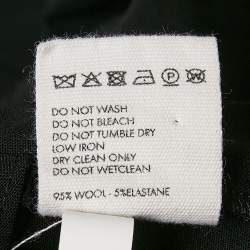 DO NOT WASH
DO NOT BLEACH
DO NOT TUMBLE DRY
LOW IRON
DRY CLEAN ONLY
DO NOT WETCLEAN
95% WOOL - 5%ELASTANE